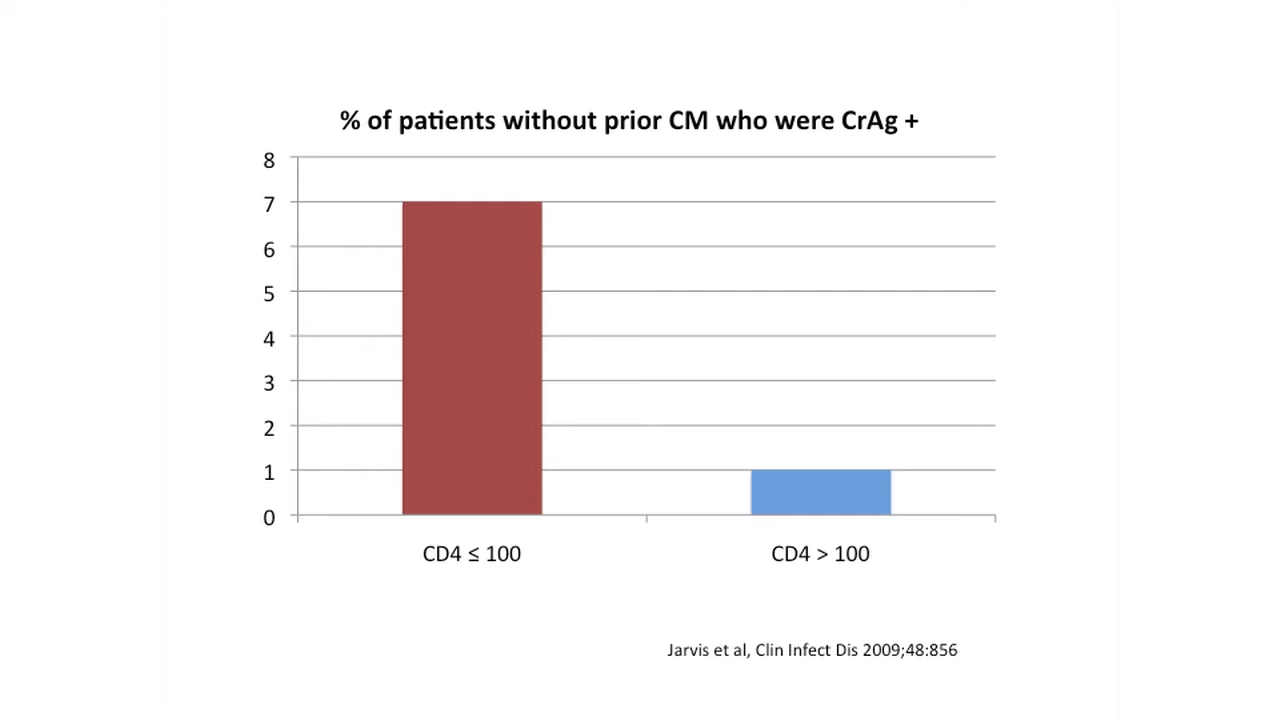 % of patients without prior CM who were CrAg +
8
7
6
5
4
3
2
1
0
CD4 ≤ 100
CD4 > 100
Jarvis et al, Clin Infect Dis 2009;48:856